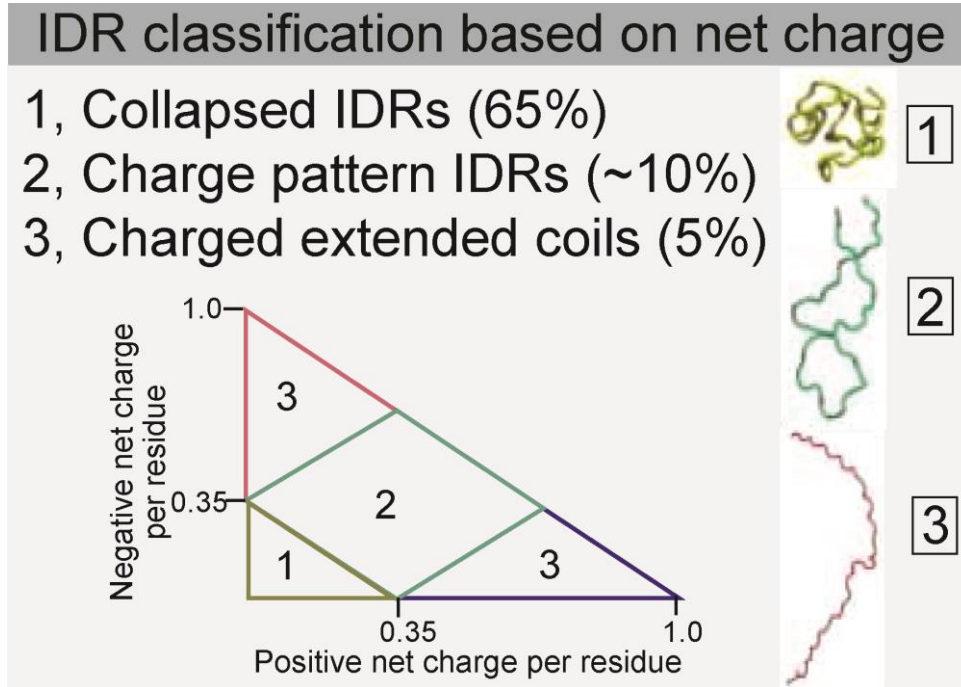 IDR classification based on net charge
1, Collapsed IDRs (65%)
2, Charge pattern IDRs (~10%)
3, Charged extended coils (5%)
1
2
3
Negative net charge
per residue
1.0
0.35
3
2
1
3
0.35
1.0
Positive net charge per residue